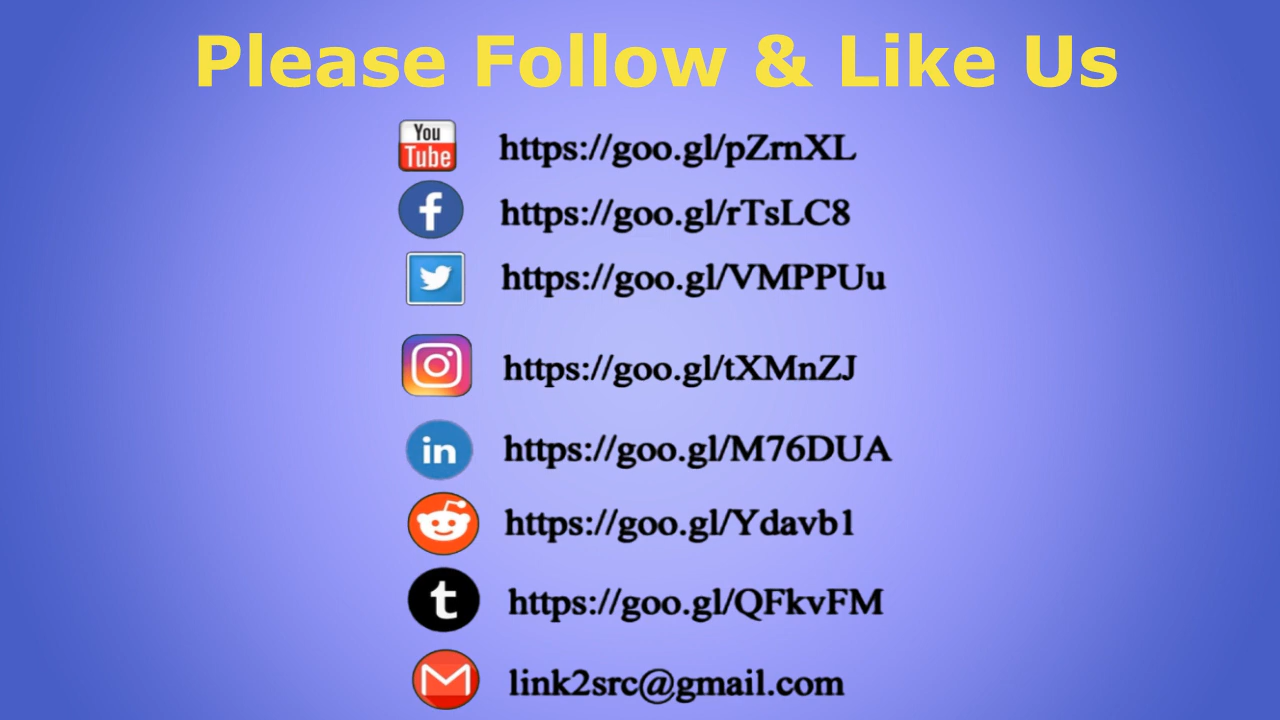 Please Follow & Like Us
You
Tube
https://goo.gl/pZrnXL
f
https://goo.gl/rTsLC8
https://goo.gl/VMPPUu
https://goo.gl/tXMnZJ
in
https://goo.gl/M76DUA
https://goo.gl/Ydavb1
t
https://goo.gl/QFkvFM
link2src@gmail.com